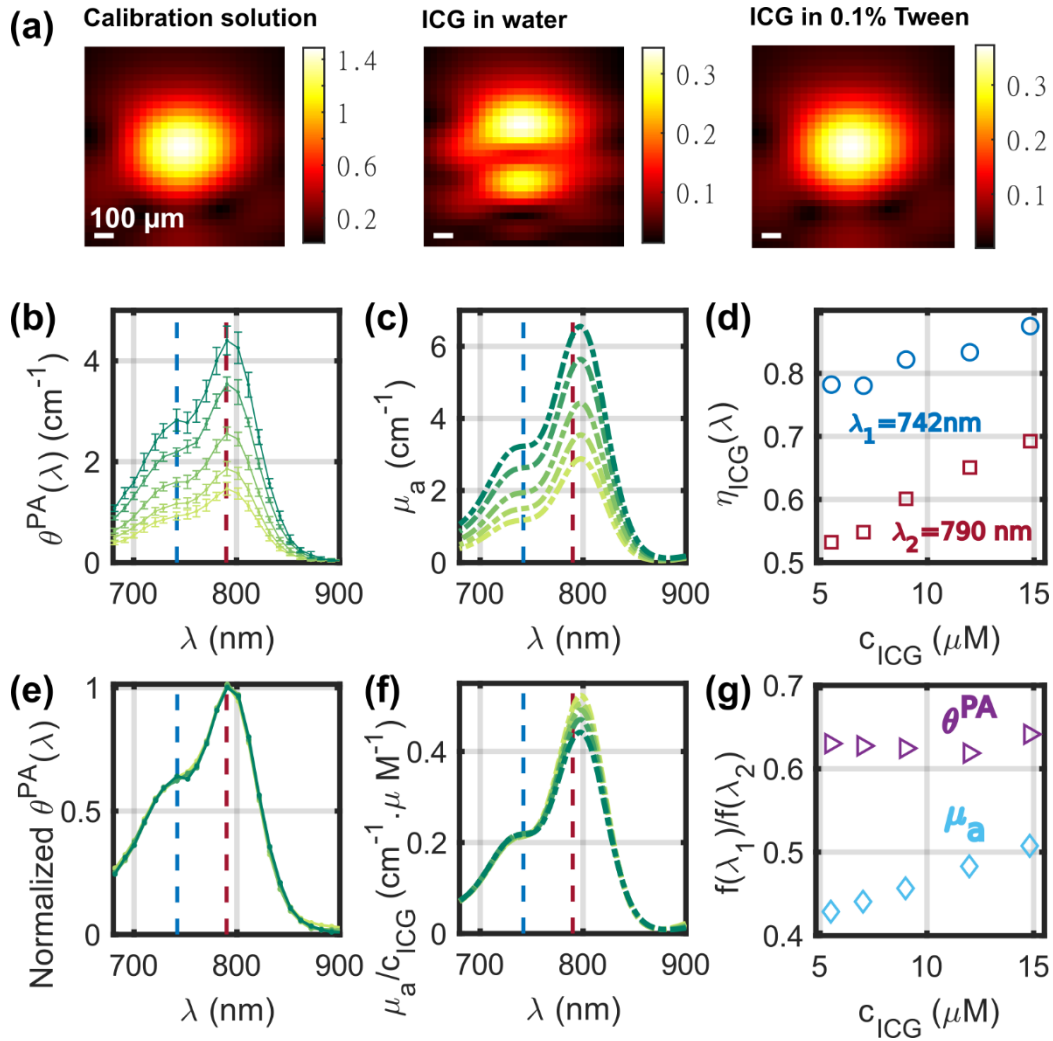 (a)
Calibration solution
ICG in water
ICG in 0.1% Tween
100 µm
1.4
1
0.6
0.2
0.3
0.2
0.1
0.3
0.2
0.1
(b)
θ^PA(λ) (cm⁻¹)
4
2
0
700 800 900
λ (nm)
(c)
μ_a (cm⁻¹)
6
4
2
0
700 800 900
λ (nm)
(d)
η_ICG(λ)
0.8
0.7
0.6
0.5
λ₁=742nm
λ₂=790 nm
5 10 15
c_ICG (μM)
(e)
Normalized θ^PA(λ)
1
0.5
0
700 800 900
λ (nm)
(f)
μ_a/c_ICG (cm⁻¹.μ M⁻¹)
0.4
0.2
0
700 800 900
λ (nm)
(g)
f(λ₁)/f(λ₂)
0.7
0.6
0.5
0.4
θ^PA
μ_a
5 10 15
c_ICG (μM)